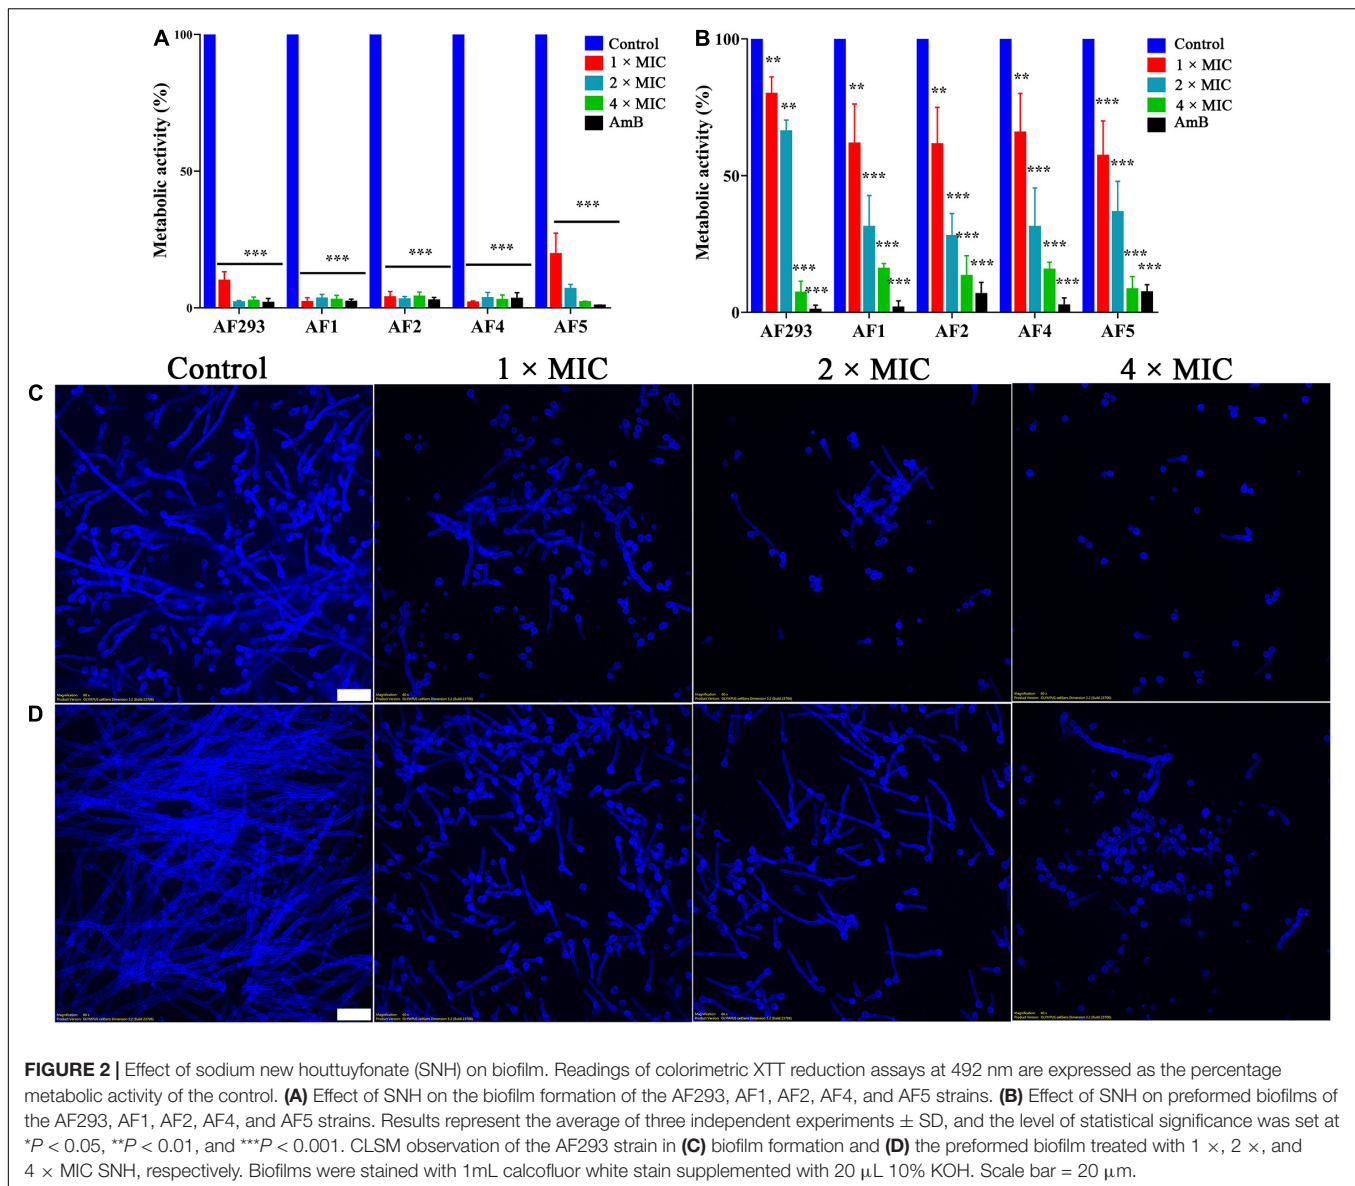 A
100
50
0
Metabolic activity (%)
Control
1 × MIC
2 × MIC
4 × MIC
AmB
***
***
***
***
***
AF293 AF1 AF2 AF4 AF5
B
100
50
0
Metabolic activity (%)
Control
1 × MIC
2 × MIC
4 × MIC
AmB
**
**
***
***
**
***
***
***
**
***
***
***
**
***
***
***
***
***
***
***
AF293 AF1 AF2 AF4 AF5
Control 1 × MIC 2 × MIC 4 × MIC
C
D
FIGURE 2 | Effect of sodium new houttuyfonate (SNH) on biofilm. Readings of colorimetric XTT reduction assays at 492 nm are expressed as the percentage
metabolic activity of the control. (A) Effect of SNH on the biofilm formation of the AF293, AF1, AF2, AF4, and AF5 strains. (B) Effect of SNH on preformed biofilms of
the AF293, AF1, AF2, AF4, and AF5 strains. Results represent the average of three independent experiments ± SD, and the level of statistical significance was set at
*P < 0.05, **P < 0.01, and ***P < 0.001. CLSM observation of the AF293 strain in (C) biofilm formation and (D) the preformed biofilm treated with 1 ×, 2 ×, and
4 × MIC SNH, respectively. Biofilms were stained with 1mL calcofluor white stain supplemented with 20 μL 10% KOH. Scale bar = 20 μm.